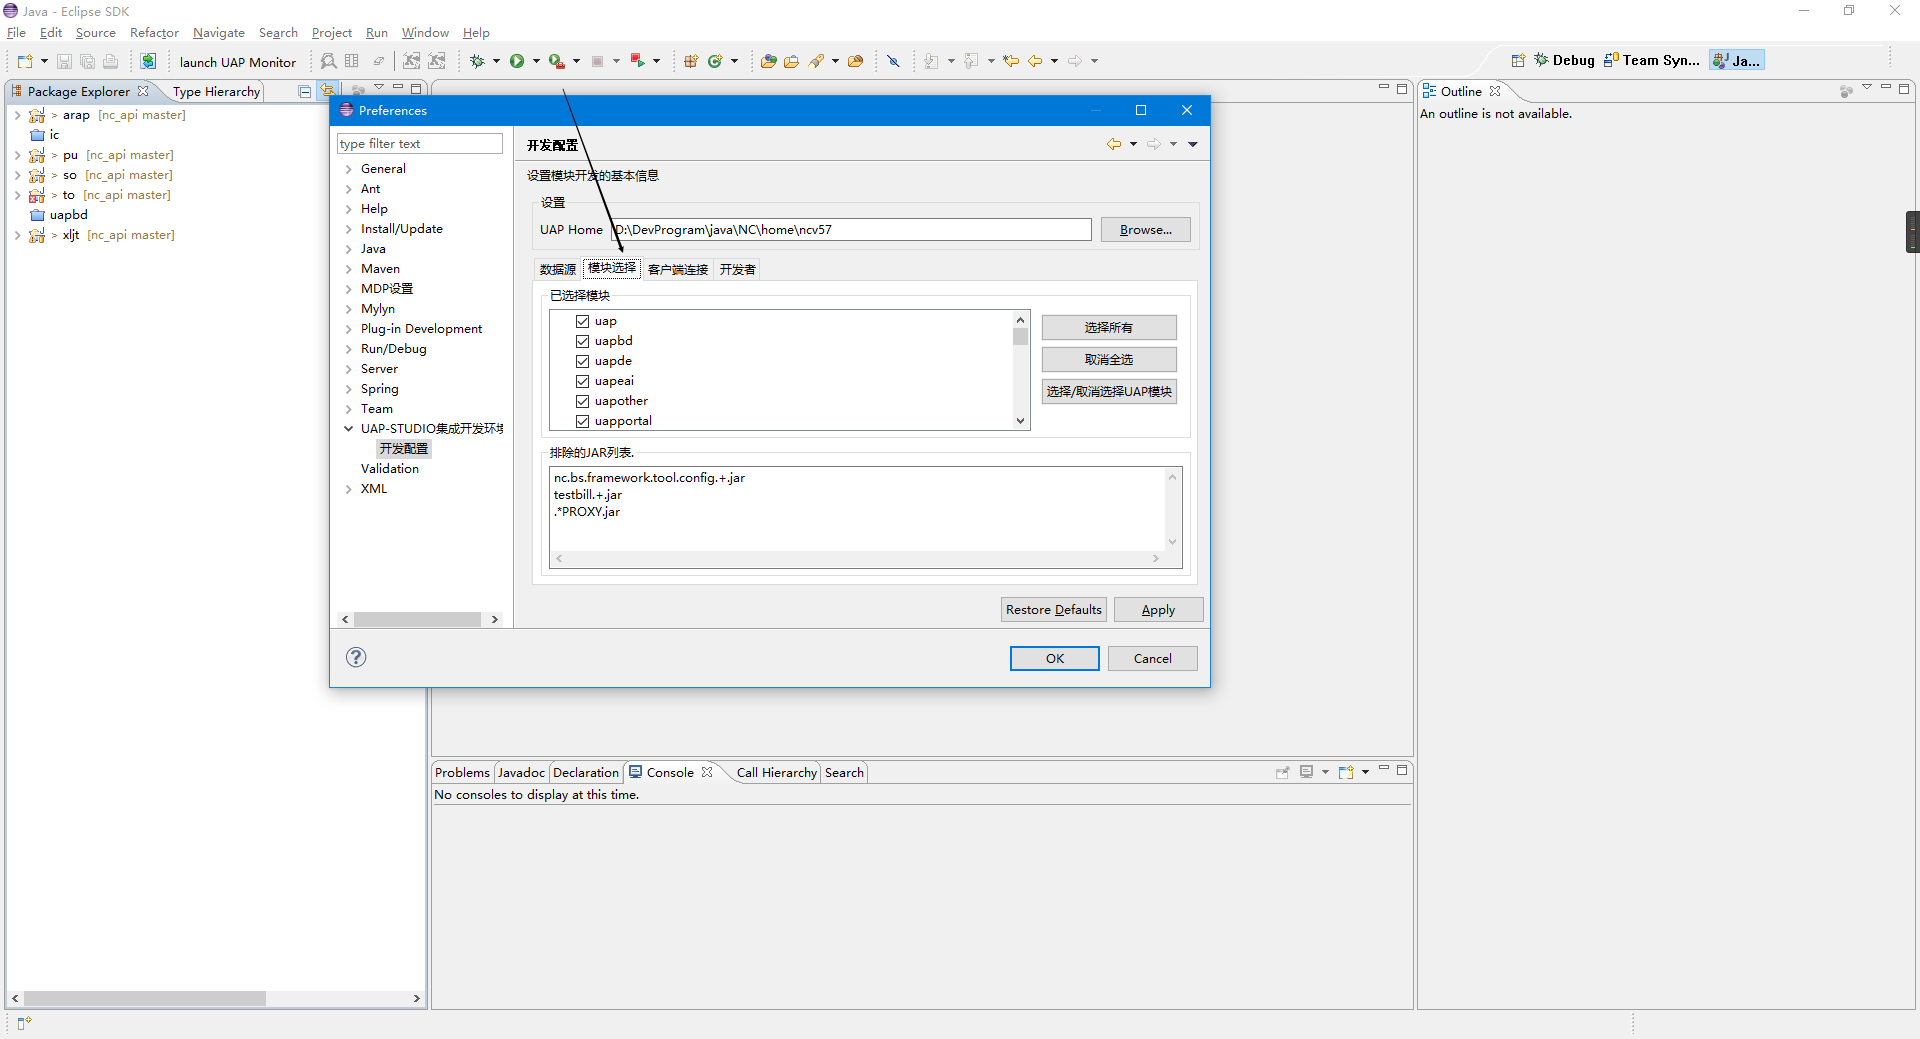 Java - Eclipse SDK
File Edit Source Refactor Navigate Search Project Run Window Help
launch UAP Monitor
Debug Team Syn... Ja...
Package Explorer Type Hierarchy
> arap [nc_api master]
ic
> pu [nc_api master]
> so [nc_api master]
> to [nc_api master]
uapbd
> xljt [nc_api master]
Preferences
type filter text
General
Ant
Help
Install/Update
Java
Maven
MDP设置
Mylyn
Plug-in Development
Run/Debug
Server
Spring
Team
UAP-STUDIO集成开发环境
开发配置
Validation
XML
开发配置
设置模块开发的基本信息
设置
UAP Home D:\DevProgram\java\NC\home\ncv57 Browse...
数据源 模块选择 客户端连接 开发者
已选择模块
uap
uapbd
uapde
uapeai
uapother
uapportal
选择所有
取消全选
选择/取消选择UAP模块
排除的JAR列表.
nc.bs.framework.tool.config.+.jar
testbill.+.jar
.*PROXY.jar
Restore Defaults Apply
OK Cancel
Outline
An outline is not available.
Problems Javadoc Declaration Console Call Hierarchy Search
No consoles to display at this time.